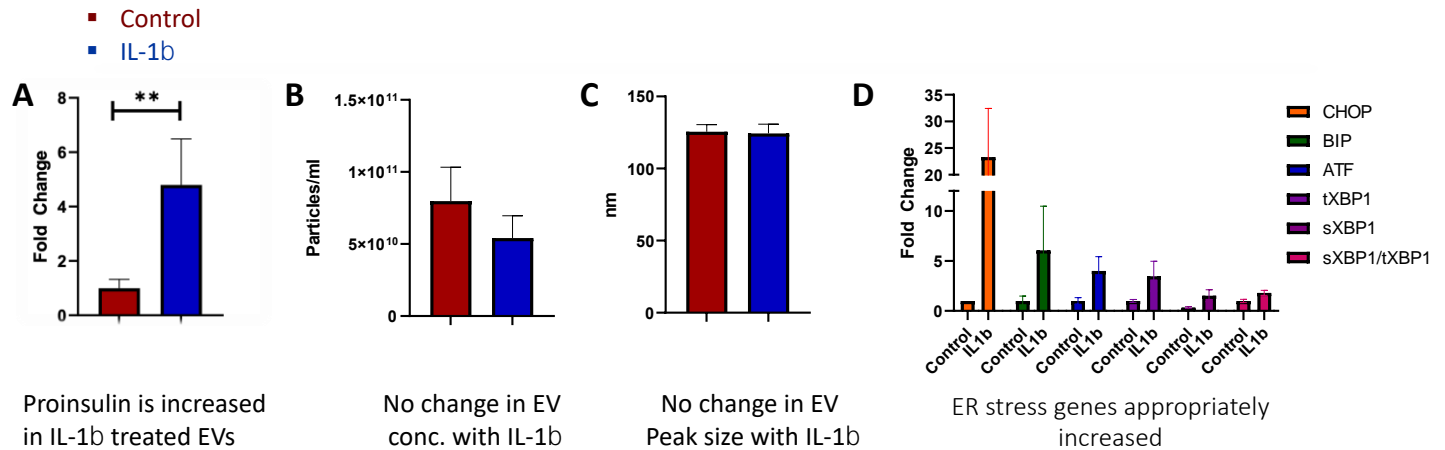 ▪ Control
▪ IL-1b
A
B
C
D
**
8
6
4
2
0
Fold Change
1.5×10¹¹
1×10¹¹
5×10¹⁰
0
Particles/ml
150
100
50
0
nm
35
30
25
20
10
5
0
Fold Change
Control
IL1b
Control
IL1b
Control
IL1b
Control
IL1b
Control
IL1b
Control
IL1b
CHOP
BIP
ATF
tXBP1
sXBP1
sXBP1/tXBP1
Proinsulin is increased
in IL-1b treated EVs
No change in EV
conc. with IL-1b
No change in EV
Peak size with IL-1b
ER stress genes appropriately
increased